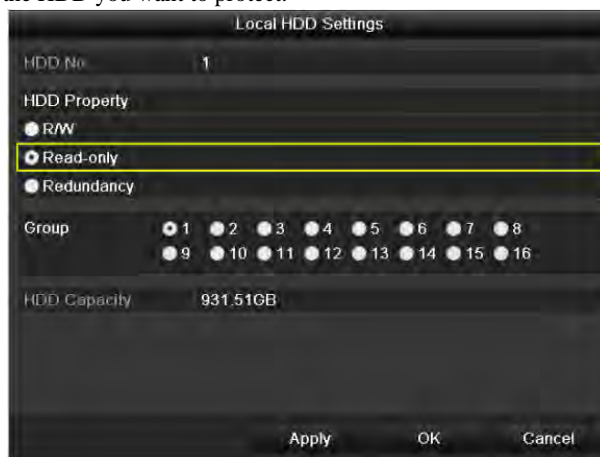 the HDD you want to protect.
Local HDD Settings
HDD No. 1
HDD Property
R/W
Read-only
Redundancy
Group 1 2 3 4 5 6 7 8
9 10 11 12 13 14 15 16
HDD Capacity 931.51GB
Apply OK Cancel